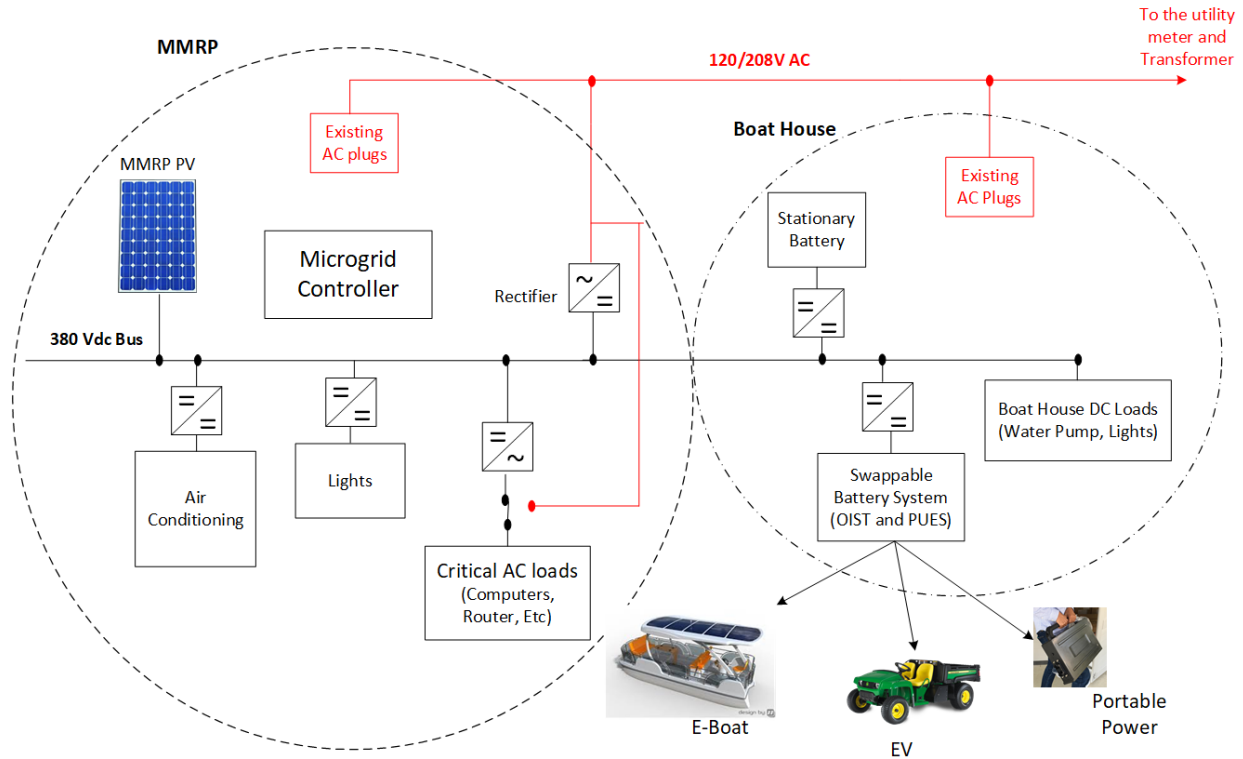 To the utility
meter and
Transformer
MMRP
120/208V AC
Existing
AC plugs
Boat House
MMRP PV
Existing
AC Plugs
Stationary
Battery
Microgrid
Controller
Rectifier
380 Vdc Bus
Boat House DC Loads
(Water Pump, Lights)
Lights
Swappable
Battery System
(OIST and PUES)
Air
Conditioning
Critical AC loads
(Computers,
Router, Etc)
design by
E-Boat
EV
Portable
Power